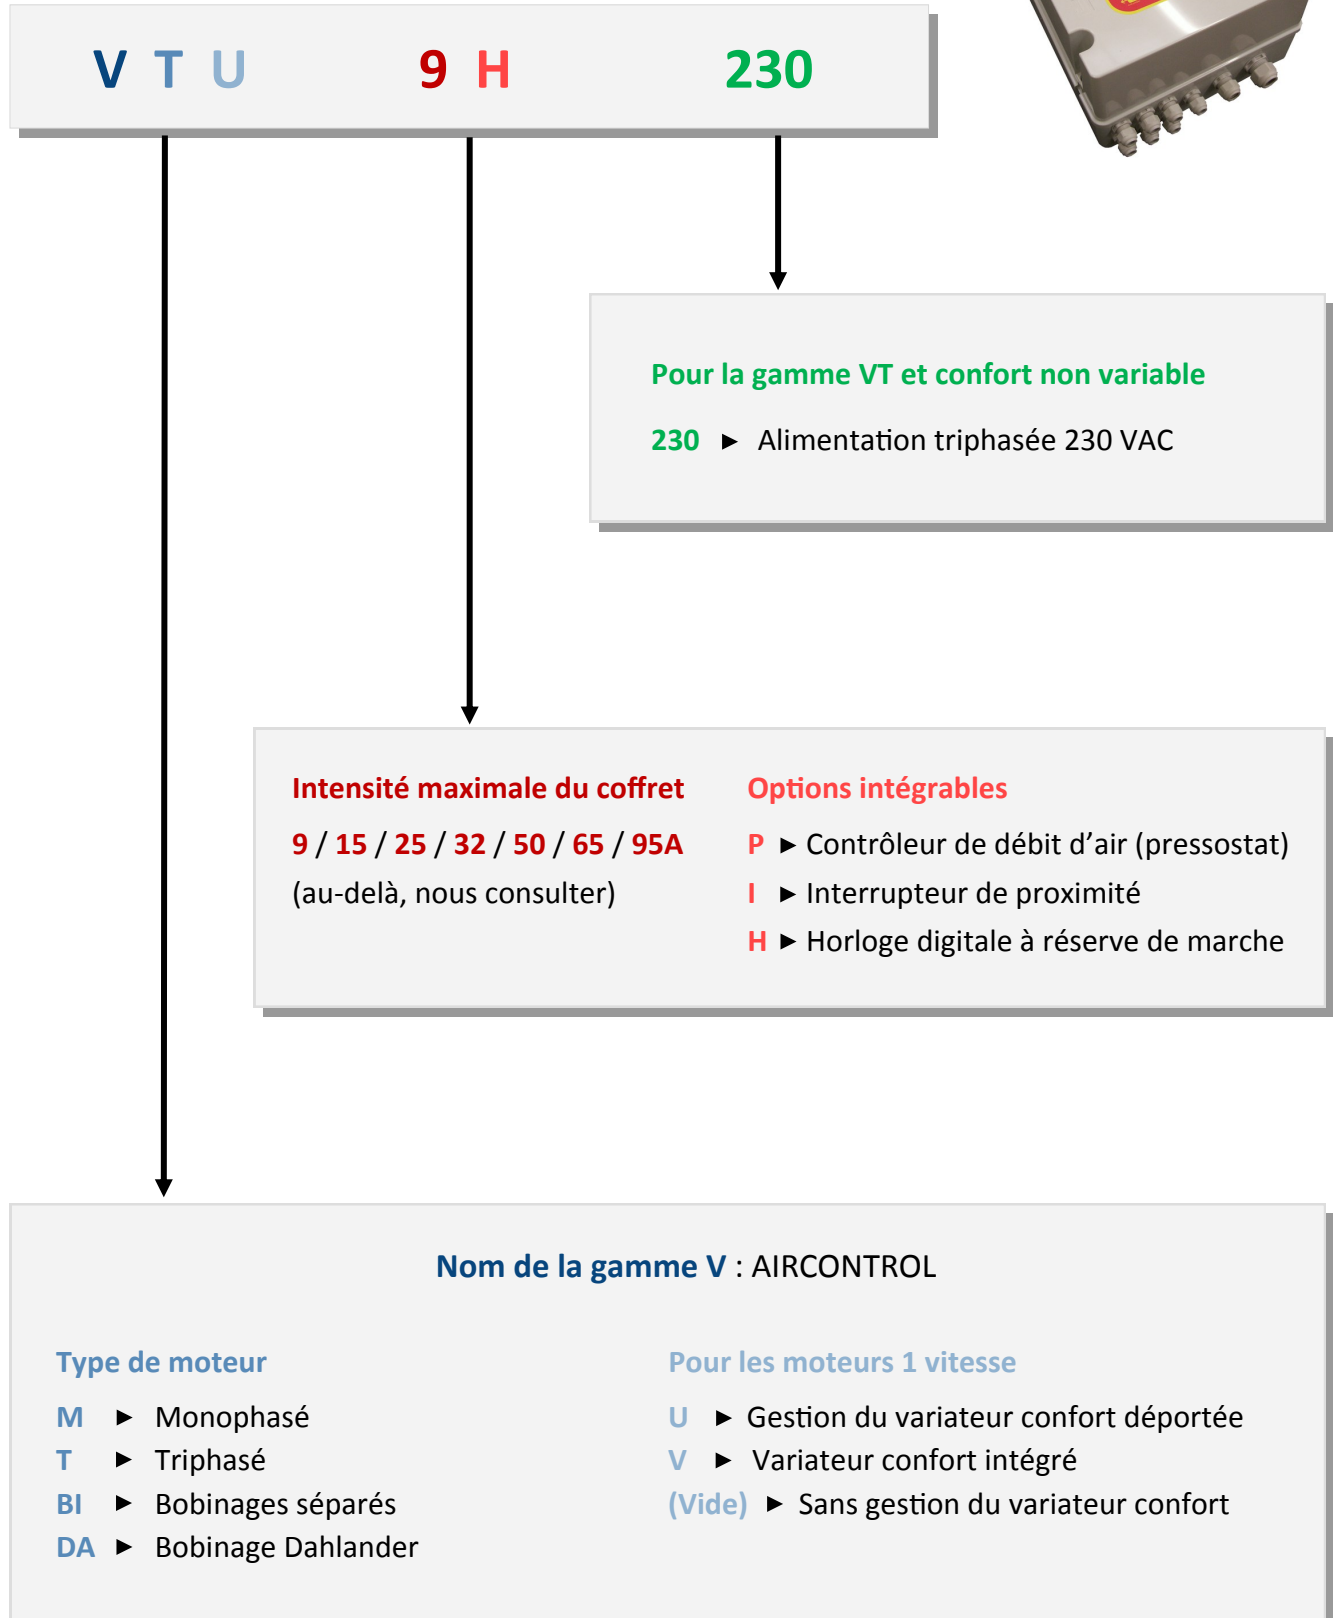 V T U 9 H 230
Pour la gamme VT et confort non variable
230 ► Alimentation triphasée 230 VAC
Intensité maximale du coffret
9 / 15 / 25 / 32 / 50 / 65 / 95A
(au-delà, nous consulter)
Options intégrables
P ► Contrôleur de débit d’air (pressostat)
I ► Interrupteur de proximité
H ► Horloge digitale à réserve de marche
Nom de la gamme V : AIRCONTROL
Type de moteur
M ► Monophasé
T ► Triphasé
BI ► Bobinages séparés
DA ► Bobinage Dahlander
Pour les moteurs 1 vitesse
U ► Gestion du variateur confort déportée
V ► Variateur confort intégré
(Vide) ► Sans gestion du variateur confort